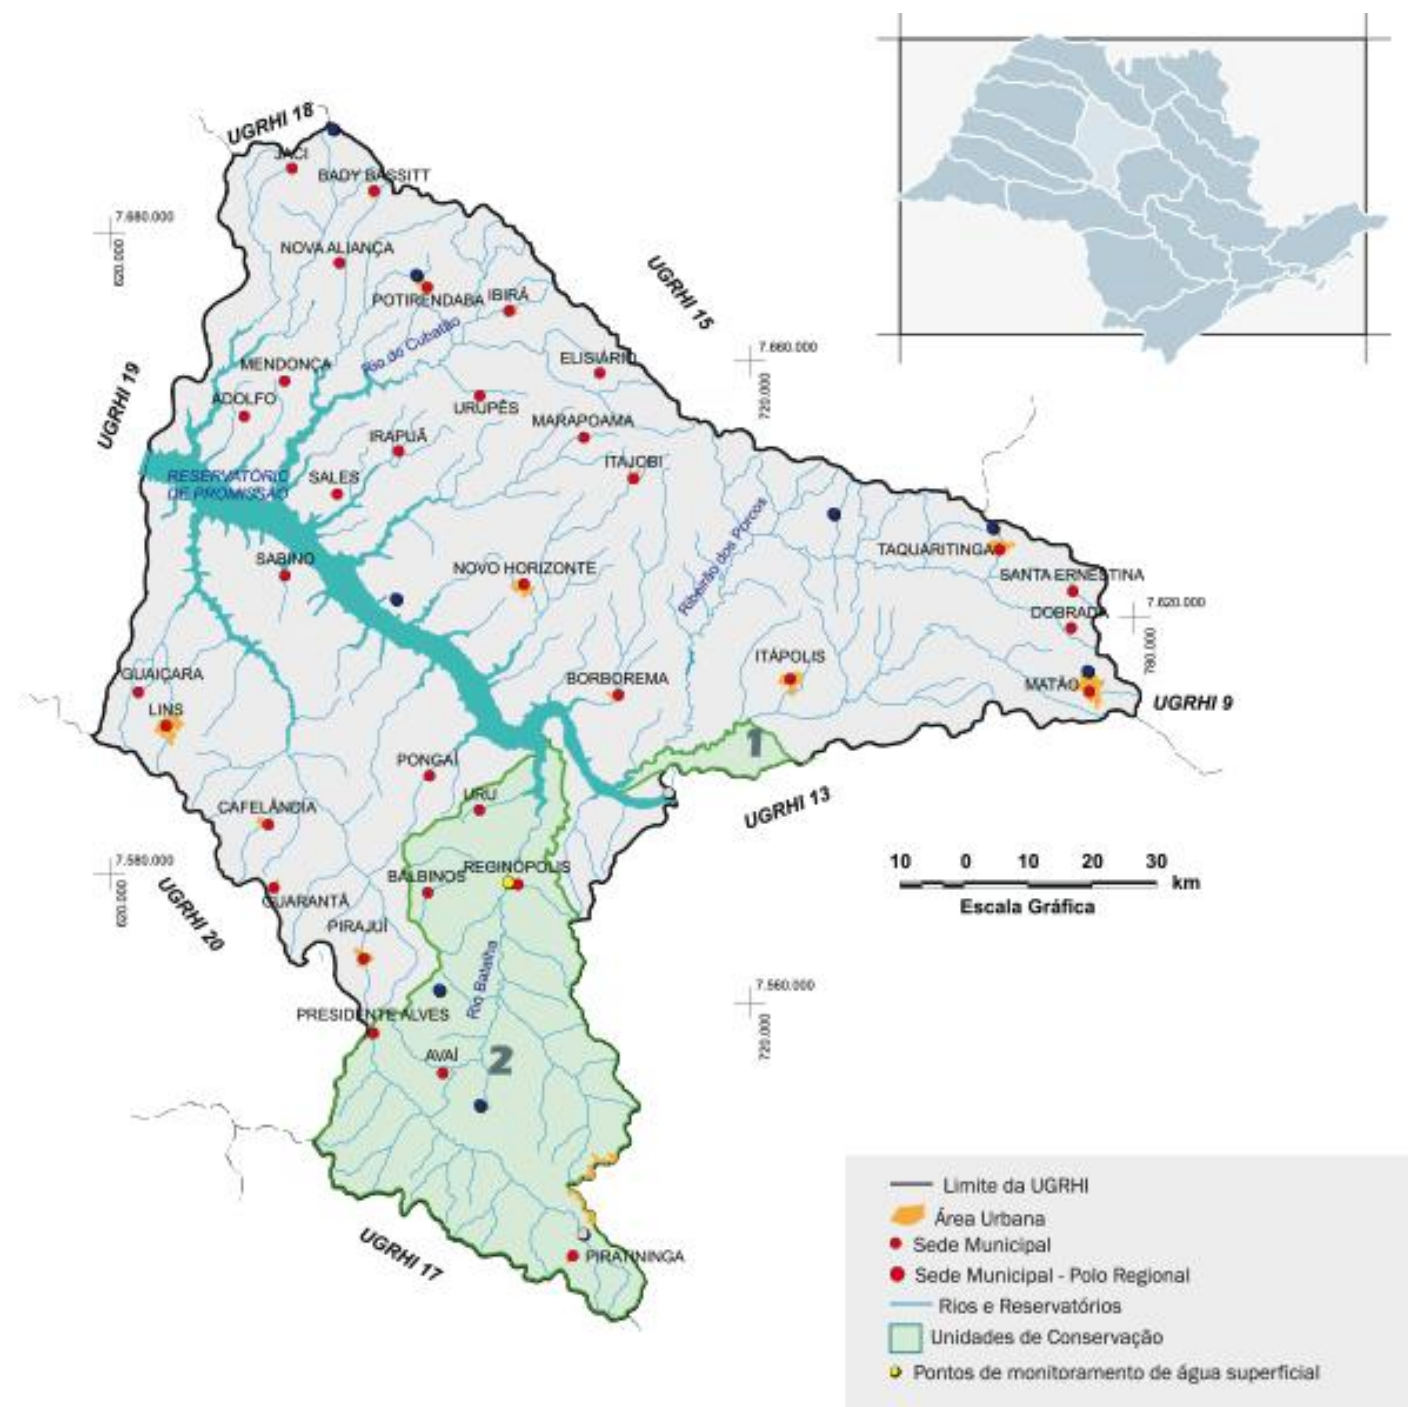 UGRHI 18
JACI
BADY BASSITT
7.680.000
620.000
NOVA ALIANÇA
UGRHI 15
POTIRENDABA
IBIRÁ
Rio do Cubatão
7.660.000
720.000
ELISIÁRIO
MENDONÇA
UGRHI 19
ADOLFO
URUPÊS
MARAPOAMA
IRAPUÃ
ITAJOBI
RESERVATÓRIO
DE PROMISSÃO
SALES
Ribeirão dos Porcos
TAQUARITINGA
SABINO
NOVO HORIZONTE
SANTA ERNESTINA
7.620.000
780.000
DOBRADA
ITÁPOLIS
GUAIÇARA
BORBOREMA
MATÃO
UGRHI 9
LINS
1
PONGAÍ
URU
CAFELÂNDIA
UGRHI 13
7.580.000
620.000
REGINÓPOLIS
BALBINOS
10 0 10 20 30
km
Escala Gráfica
UGRHI 20
GUARANTÃ
PIRAJUÍ
Rio Batalha
7.560.000
720.000
PRESIDENTE ALVES
AVAÍ
2
UGRHI 17
PIRATININGA
Limite da UGRHI
Área Urbana
Sede Municipal
Sede Municipal - Polo Regional
Rios e Reservatórios
Unidades de Conservação
Pontos de monitoramento de água superficial